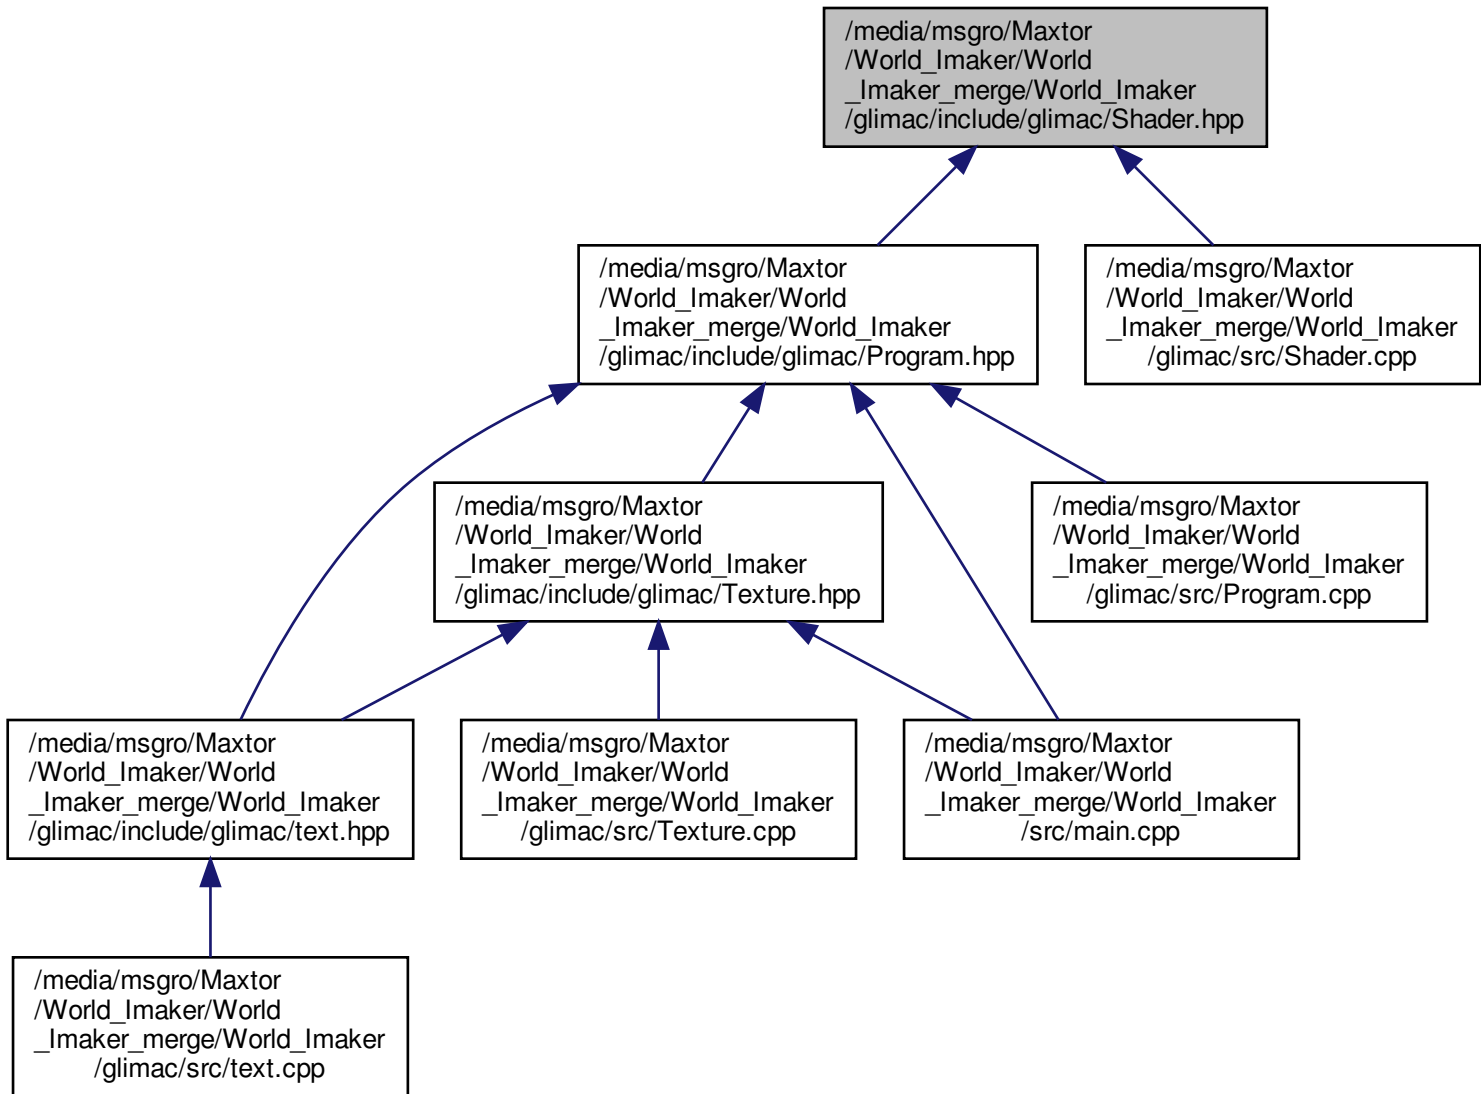 /media/msgro/Maxtor
/World_Imaker/World
_Imaker_merge/World_Imaker
/glimac/include/glimac/Shader.hpp
/media/msgro/Maxtor
/World_Imaker/World
_Imaker_merge/World_Imaker
/glimac/include/glimac/Program.hpp
/media/msgro/Maxtor
/World_Imaker/World
_Imaker_merge/World_Imaker
/glimac/src/Shader.cpp
/media/msgro/Maxtor
/World_Imaker/World
_Imaker_merge/World_Imaker
/glimac/include/glimac/Texture.hpp
/media/msgro/Maxtor
/World_Imaker/World
_Imaker_merge/World_Imaker
/glimac/src/Program.cpp
/media/msgro/Maxtor
/World_Imaker/World
_Imaker_merge/World_Imaker
/glimac/include/glimac/text.hpp
/media/msgro/Maxtor
/World_Imaker/World
_Imaker_merge/World_Imaker
/glimac/src/Texture.cpp
/media/msgro/Maxtor
/World_Imaker/World
_Imaker_merge/World_Imaker
/src/main.cpp
/media/msgro/Maxtor
/World_Imaker/World
_Imaker_merge/World_Imaker
/glimac/src/text.cpp